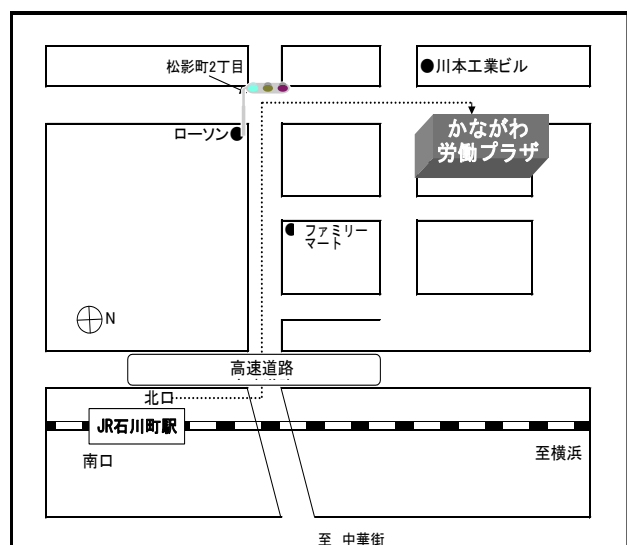 松影町2丁目
●川本工業ビル
ローソン●
かながわ
労働プラザ
ファミリー
マート
N
高速道路
北口
JR石川町駅
南口
至横浜
至 中華街